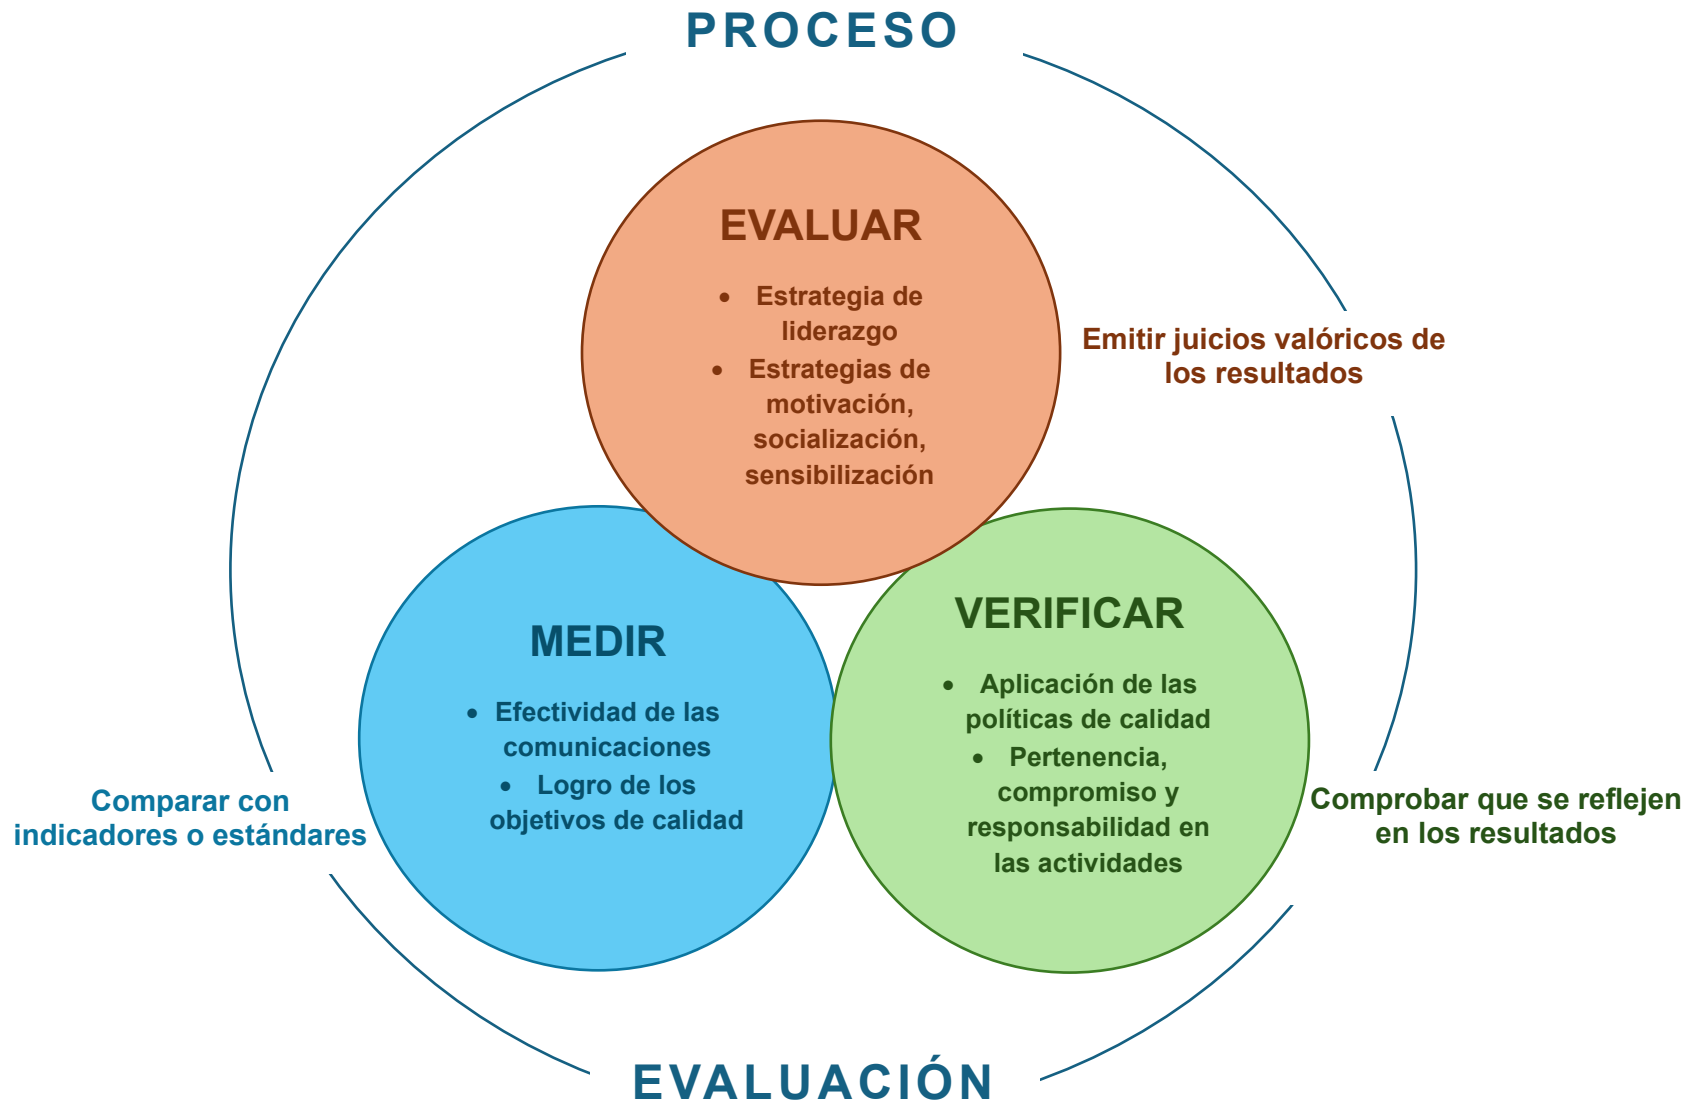 PROCESO
EVALUAR
• Estrategia de
liderazgo
• Estrategias de
motivación,
socialización,
sensibilización
Emitir juicios valóricos de
los resultados
MEDIR
• Efectividad de las
comunicaciones
• Logro de los
objetivos de calidad
Comparar con
indicadores o estándares
VERIFICAR
• Aplicación de las
políticas de calidad
• Pertenencia,
compromiso y
responsabilidad en
las actividades
Comprobar que se reflejen
en los resultados
EVALUACIÓN